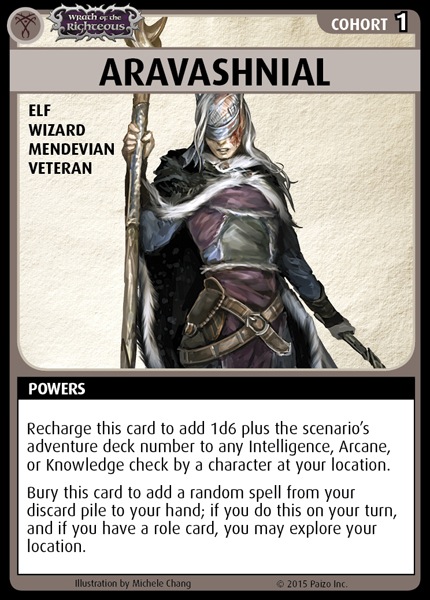 Wrath of the
Righteous
COHORT 1
ARAVASHNIAL
ELF
WIZARD
MENDEVIAN
VETERAN
POWERS
Recharge this card to add 1d6 plus the scenario's
adventure deck number to any Intelligence, Arcane,
or Knowledge check by a character at your location.
Bury this card to add a random spell from your
discard pile to your hand; if you do this on your turn,
and if you have a role card, you may explore your
location.
Illustration by Michele Chang © 2015 Paizo Inc.